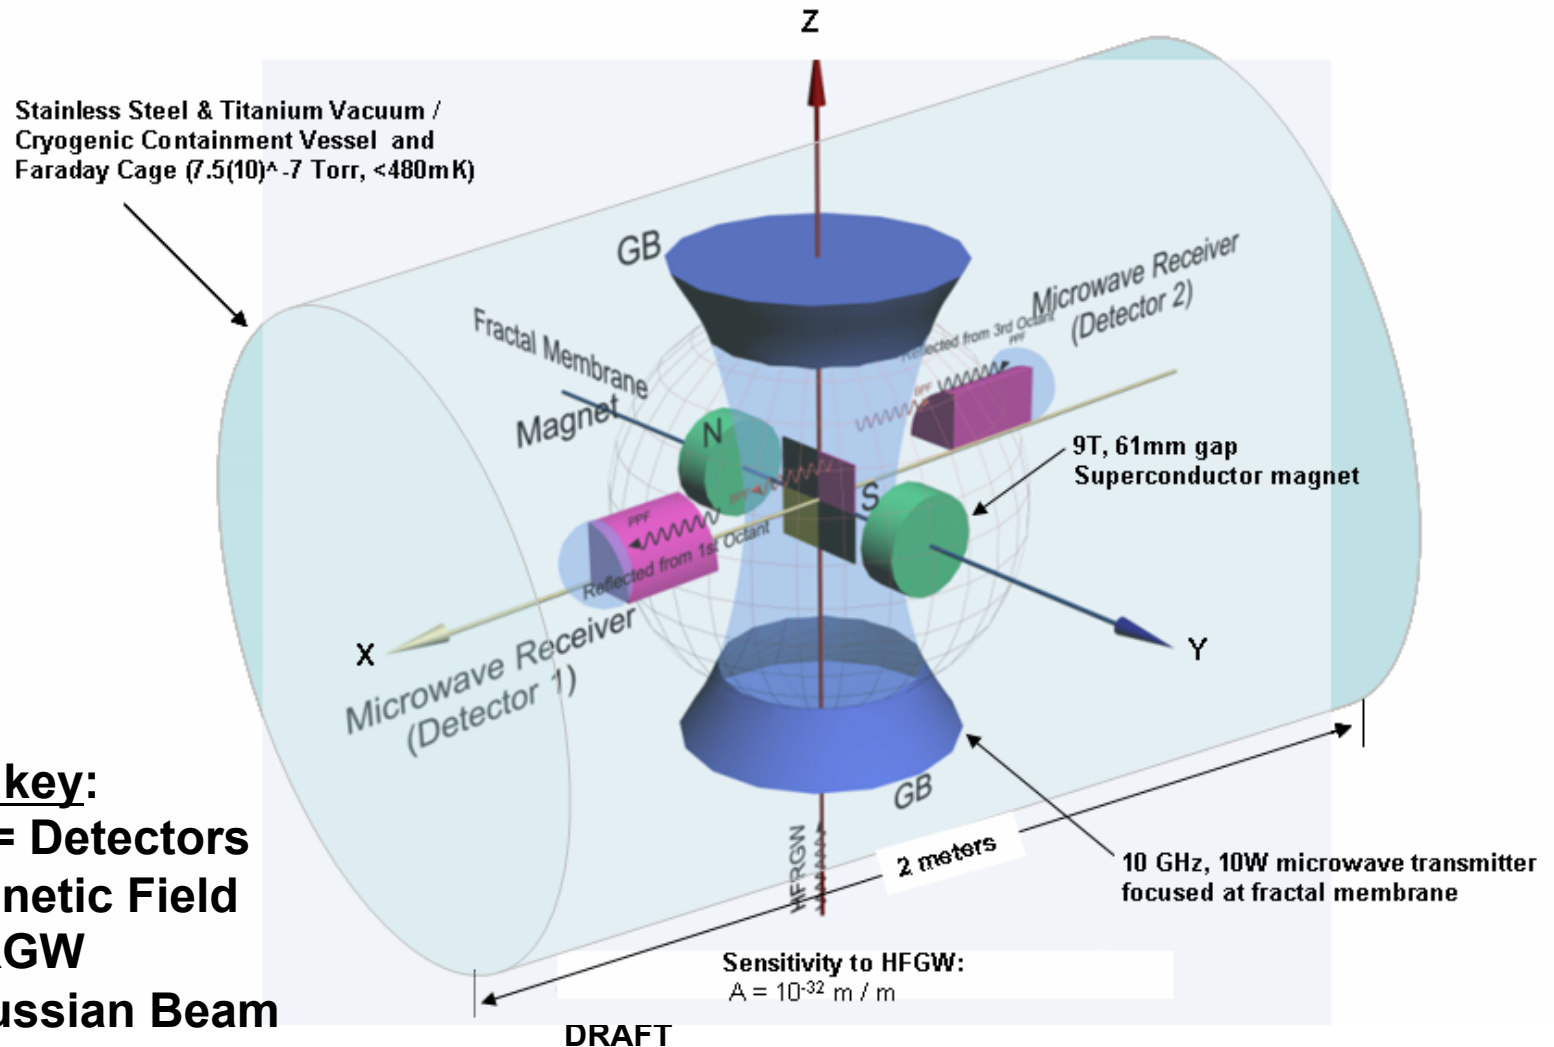 Z
Stainless Steel & Titanium Vacuum /
Cryogenic Containment Vessel and
Faraday Cage (7.5(10)^-7 Torr, <480mK)
GB
Microwave Receiver
(Detector 2)
Fractal Membrane
Magnet
Reflected from 3rd Octant
PPF
BPF
N
9T, 61mm gap
Superconductor magnet
S
BPF
PPF
Reflected from 1st Octant
X
Y
Microwave Receiver
(Detector 1)
GB
key:
= Detectors
netic Field
GW
ussian Beam
HFRGW
2 meters
10 GHz, 10W microwave transmitter
focused at fractal membrane
Sensitivity to HFGW:
A = 10-32 m / m
DRAFT